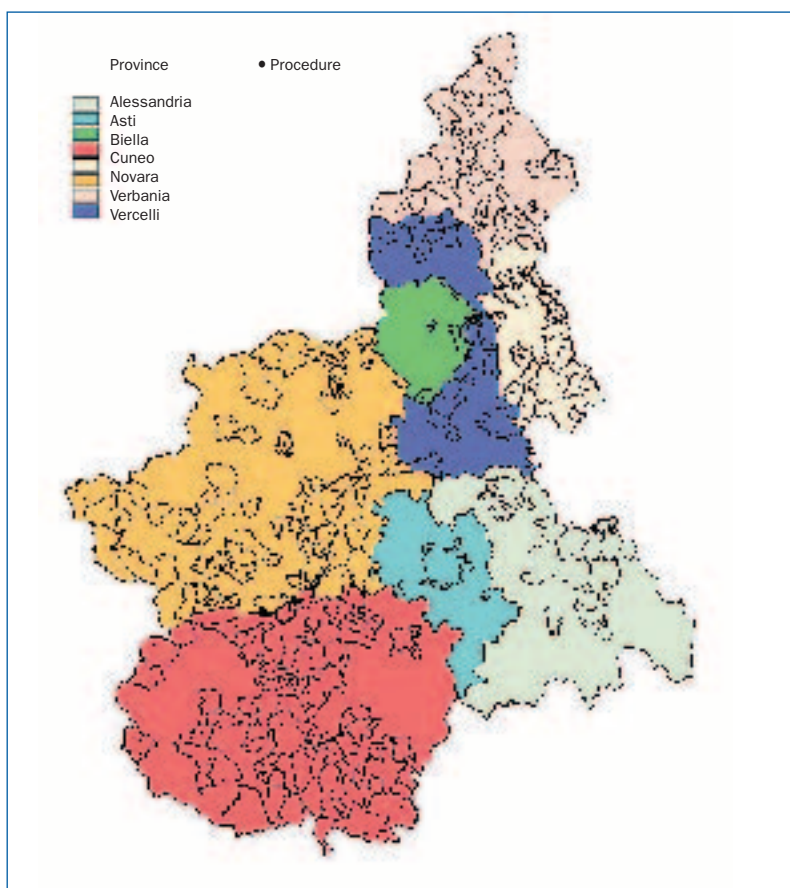 Province • Procedure
Alessandria
Asti
Biella
Cuneo
Novara
Verbania
Vercelli